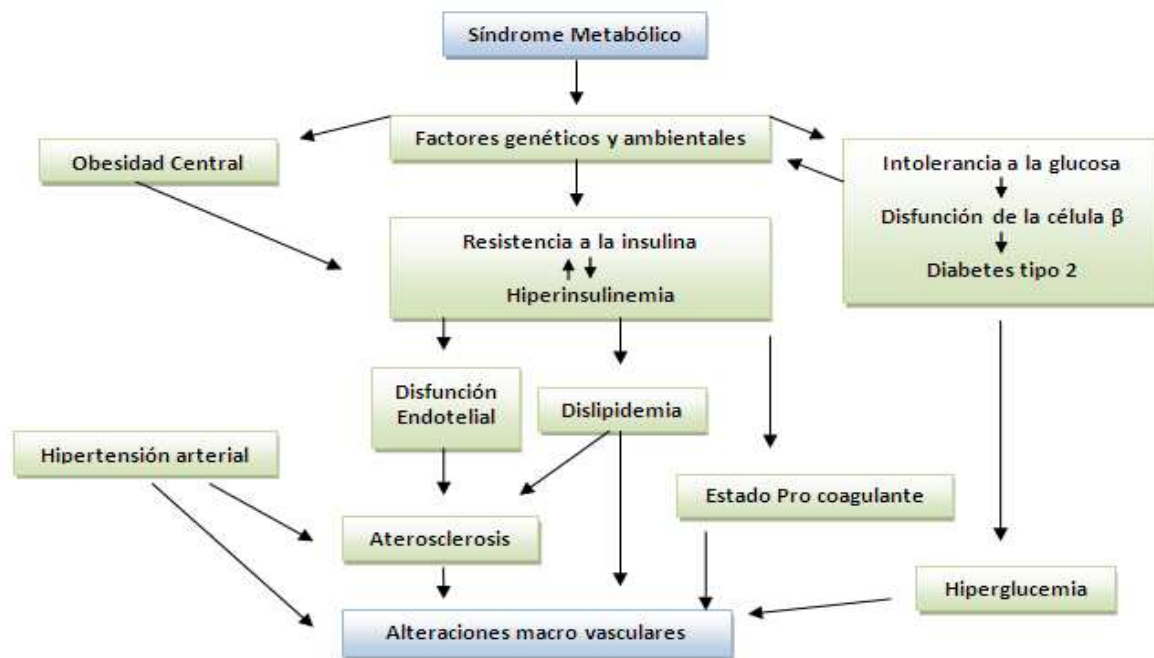 Síndrome Metabólico
Factores genéticos y ambientales
Obesidad Central
Intolerancia a la glucosa
Disfunción de la célula β
Diabetes tipo 2
Resistencia a la insulina
Hiperinsulinemia
Disfunción
Endotelial
Dislipidemia
Hipertensión arterial
Estado Pro coagulante
Aterosclerosis
Hiperglucemia
Alteraciones macro vasculares